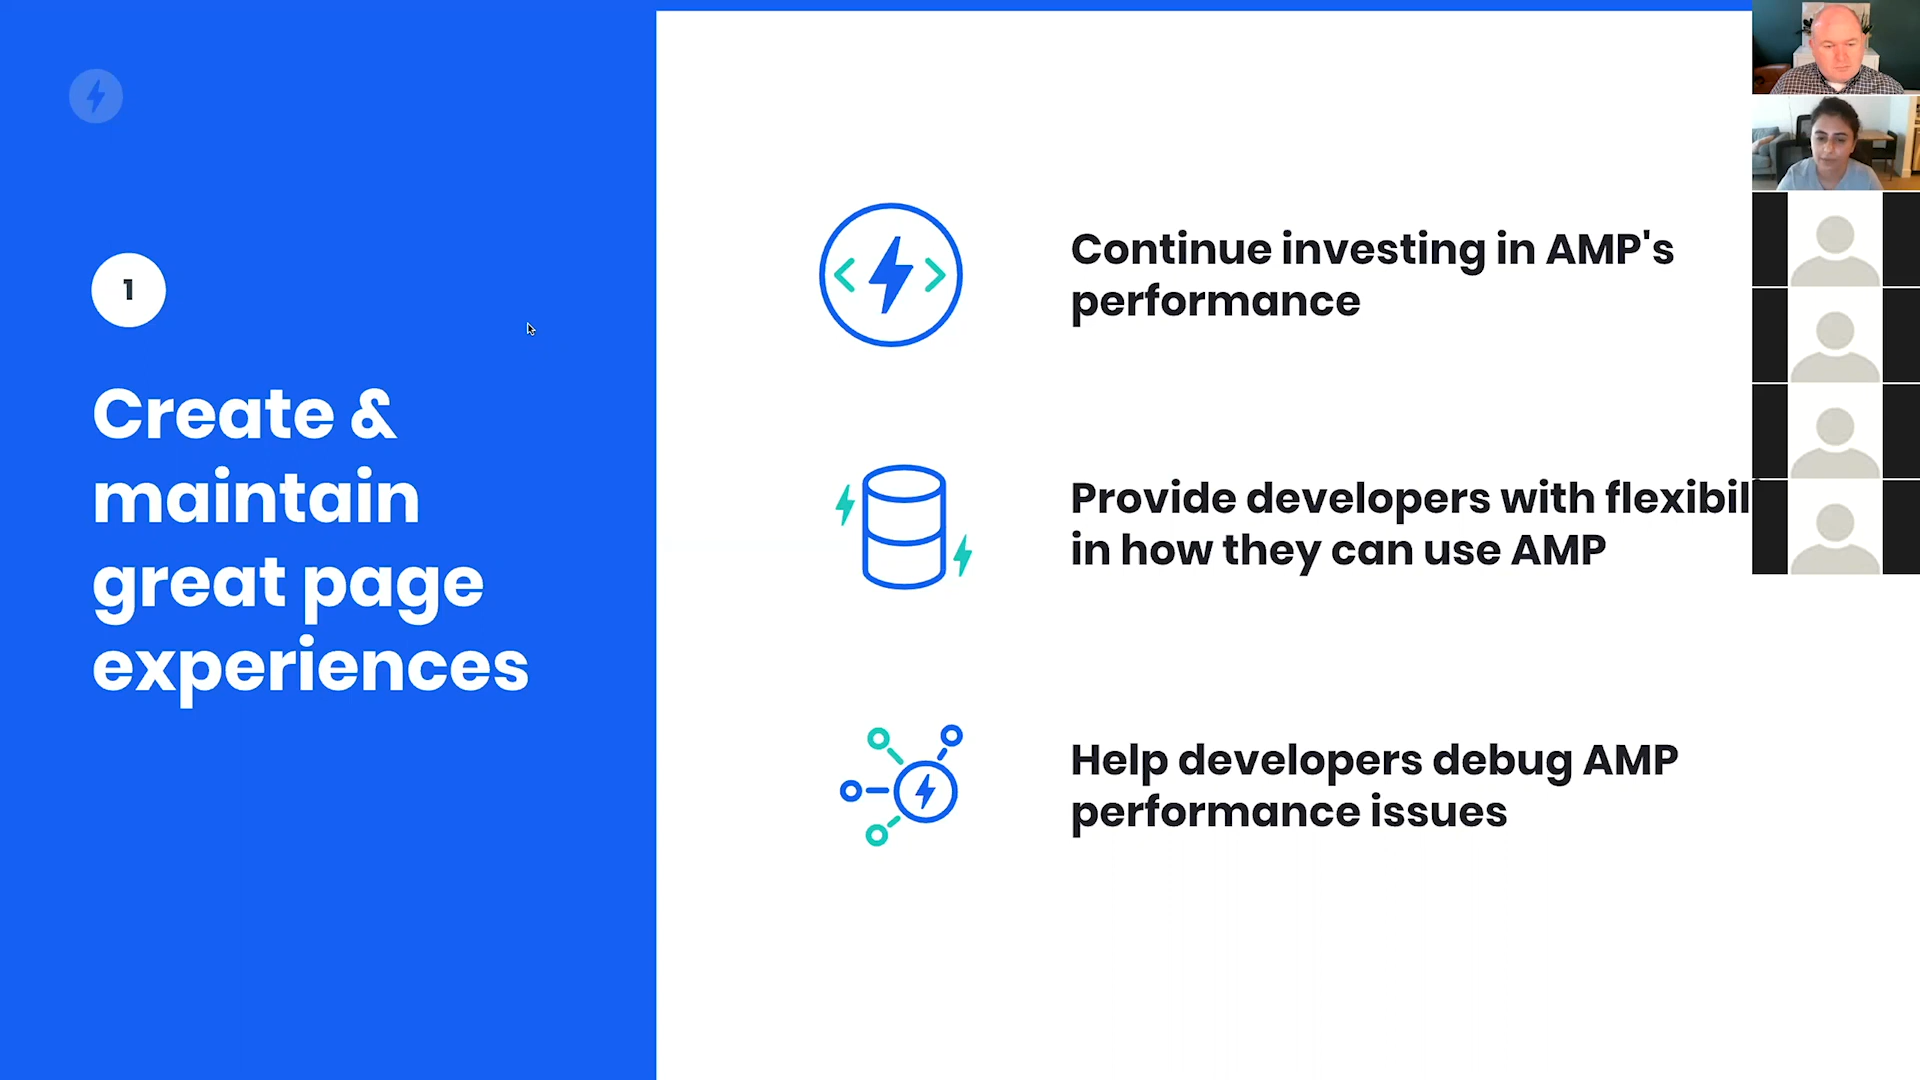 1
Create &
maintain
great page
experiences
Continue investing in AMP's
performance
Provide developers with flexibil
in how they can use AMP
Help developers debug AMP
performance issues